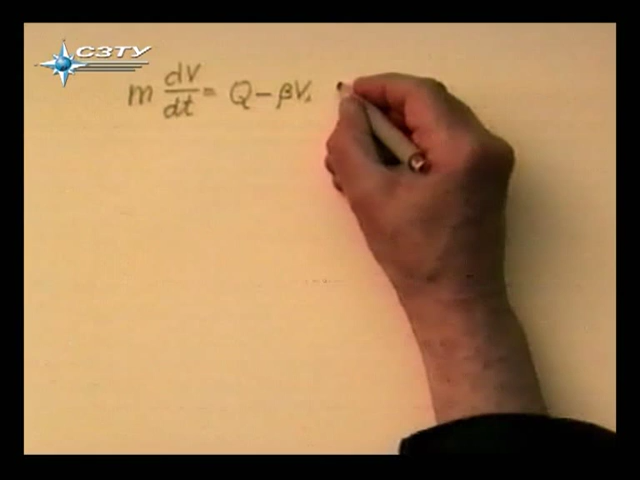 СЗТУ
m dV/dt = Q – βV,